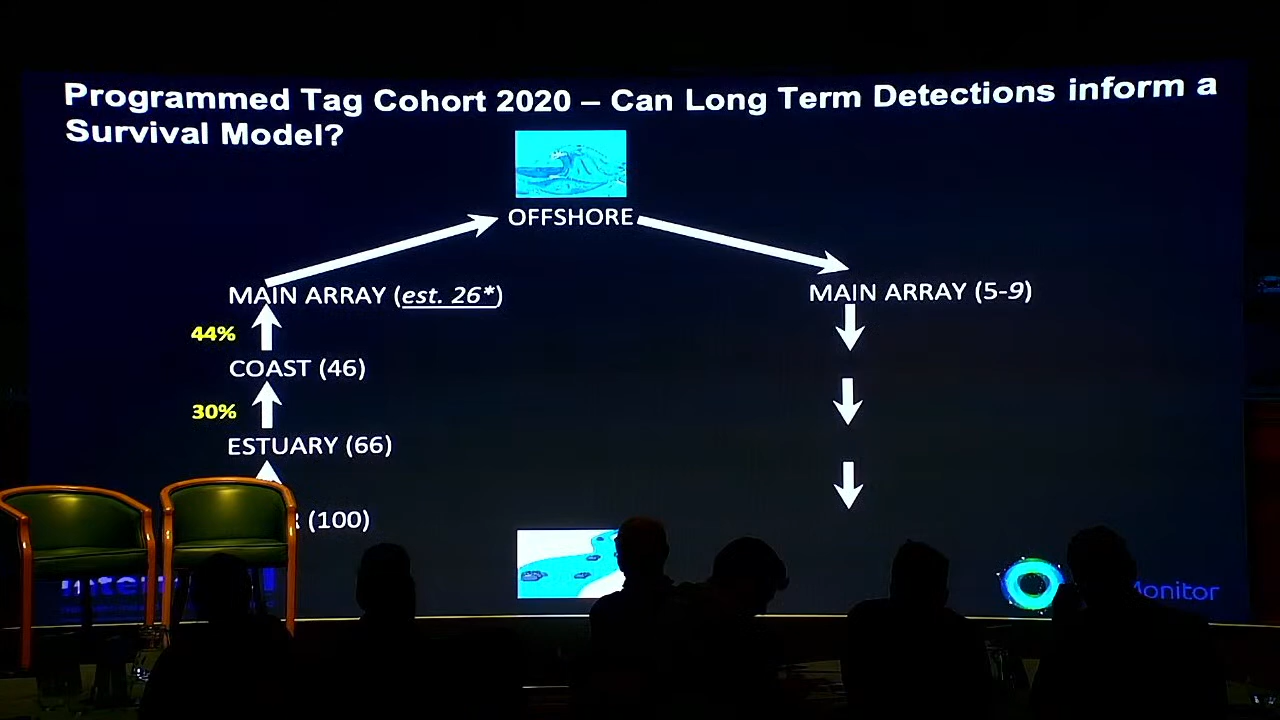 Programmed Tag Cohort 2020 – Can Long Term Detections inform a
Survival Model?
OFFSHORE
MAIN ARRAY (est. 26*)
MAIN ARRAY (5-9)
44%
COAST (46)
30%
ESTUARY (66)
(100)